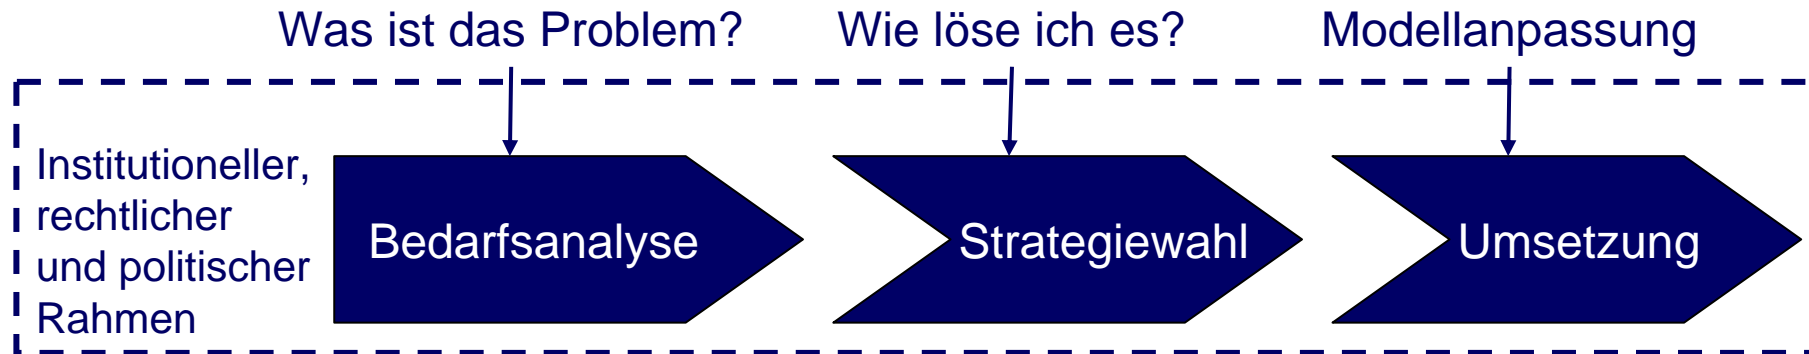 Was ist das Problem?
Wie löse ich es?
Modellanpassung
Institutioneller,
rechtlicher
und politischer
Rahmen
Bedarfsanalyse
Strategiewahl
Umsetzung